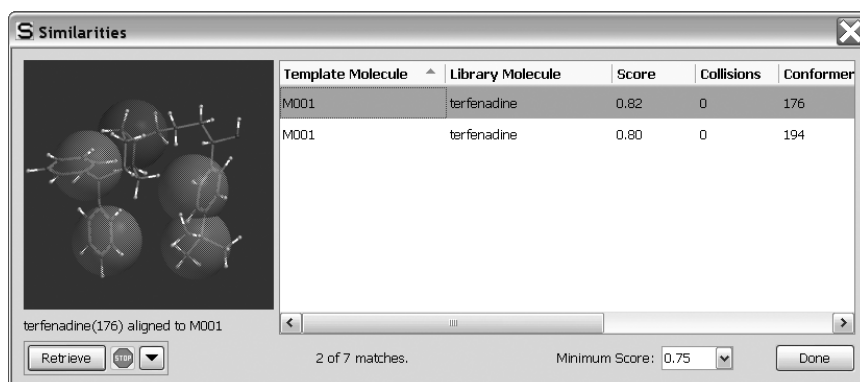 S Similarities
Template Molecule Library Molecule Score Collisions Conformer
M001 terfenadine 0.82 0 176
M001 terfenadine 0.80 0 194
terfenadine(176) aligned to M001
Retrieve STOP 2 of 7 matches. Minimum Score: 0.75 Done